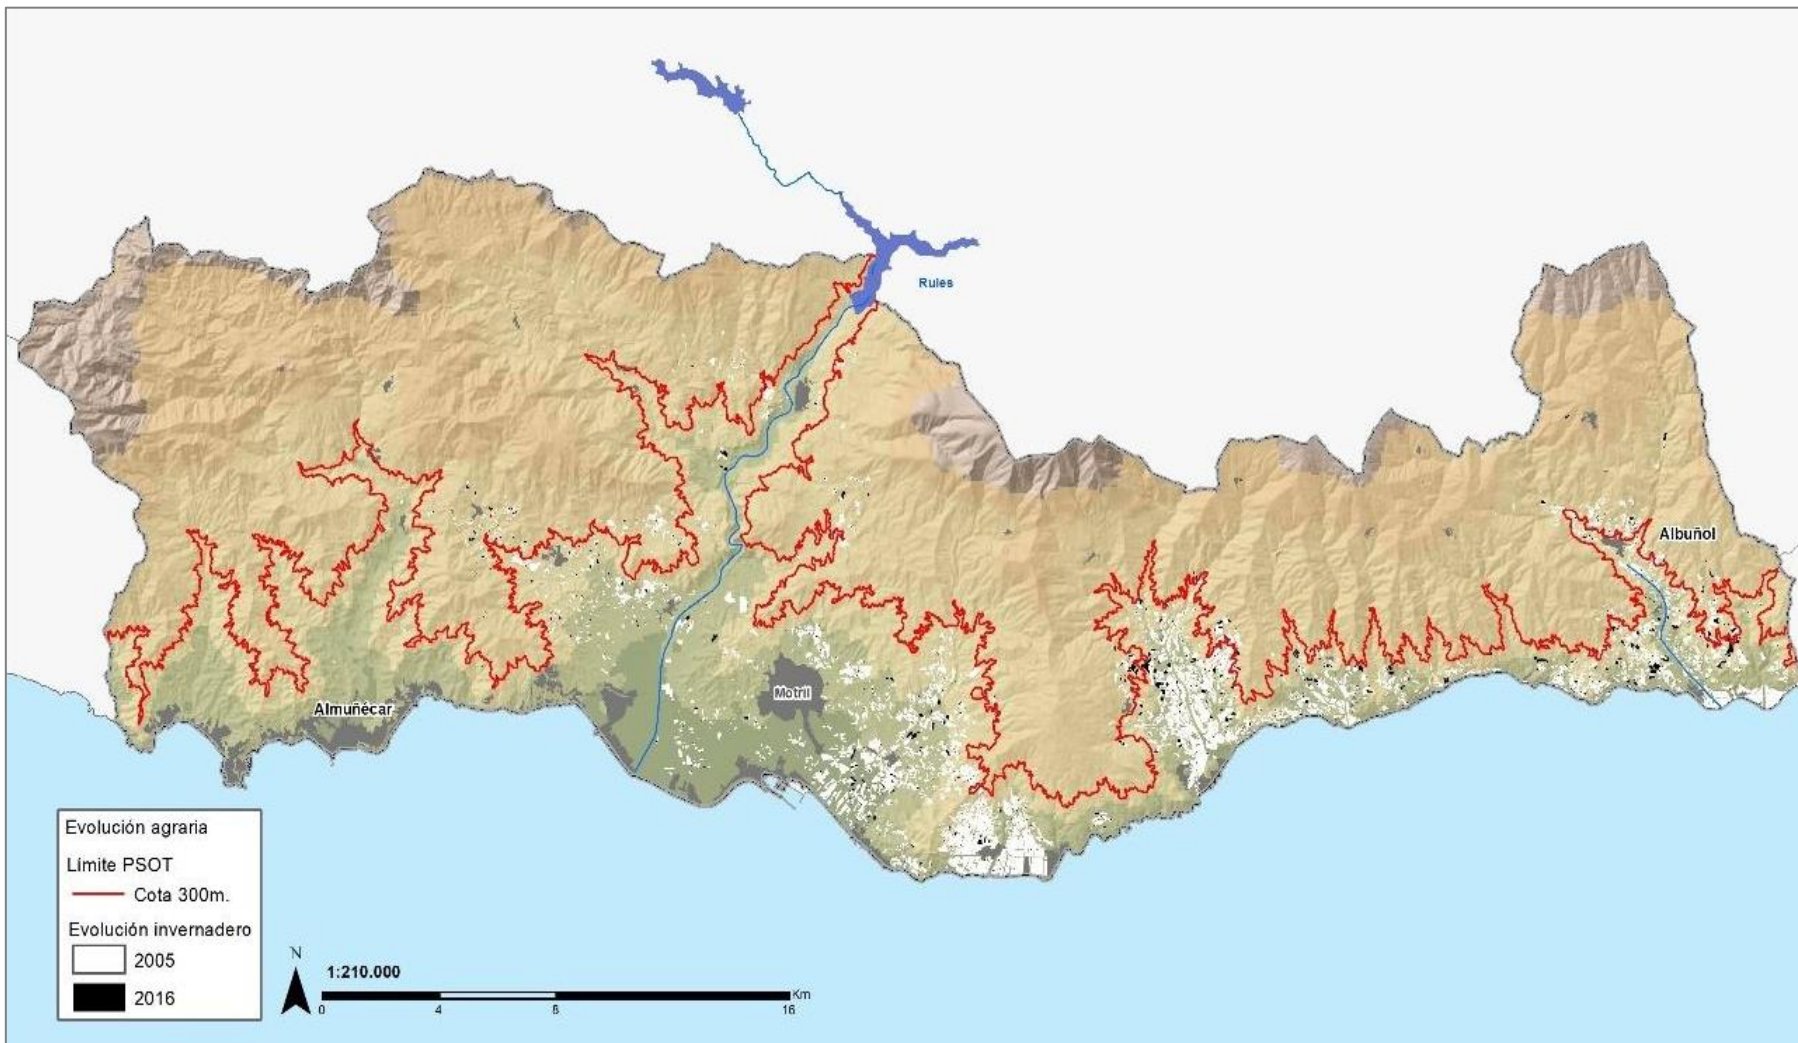 Rules
Albuñol
Motril
Almuñécar
Evolución agraria
Límite PSOT
Cota 300m.
Evolución invernadero
2005
2016
N
1:210.000
Km
0 4 8 16